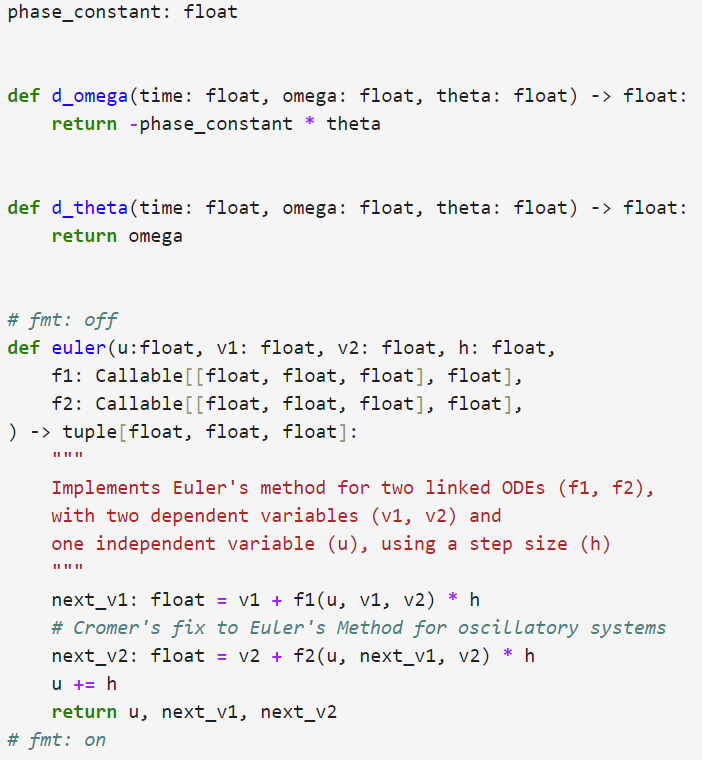 phase_constant: float
def d_omega(time: float, omega: float, theta: float) -> float:
    return -phase_constant * theta
def d_theta(time: float, omega: float, theta: float) -> float:
    return omega
# fmt: off
def euler(u:float, v1: float, v2: float, h: float,
    f1: Callable[[float, float, float], float],
    f2: Callable[[float, float, float], float],
) -> tuple[float, float, float]:
    """
    Implements Euler's method for two linked ODEs (f1, f2),
    with two dependent variables (v1, v2) and
    one independent variable (u), using a step size (h)
    """
    next_v1: float = v1 + f1(u, v1, v2) * h
    # Cromer's fix to Euler's Method for oscillatory systems
    next_v2: float = v2 + f2(u, next_v1, v2) * h
    u += h
    return u, next_v1, next_v2
# fmt: on